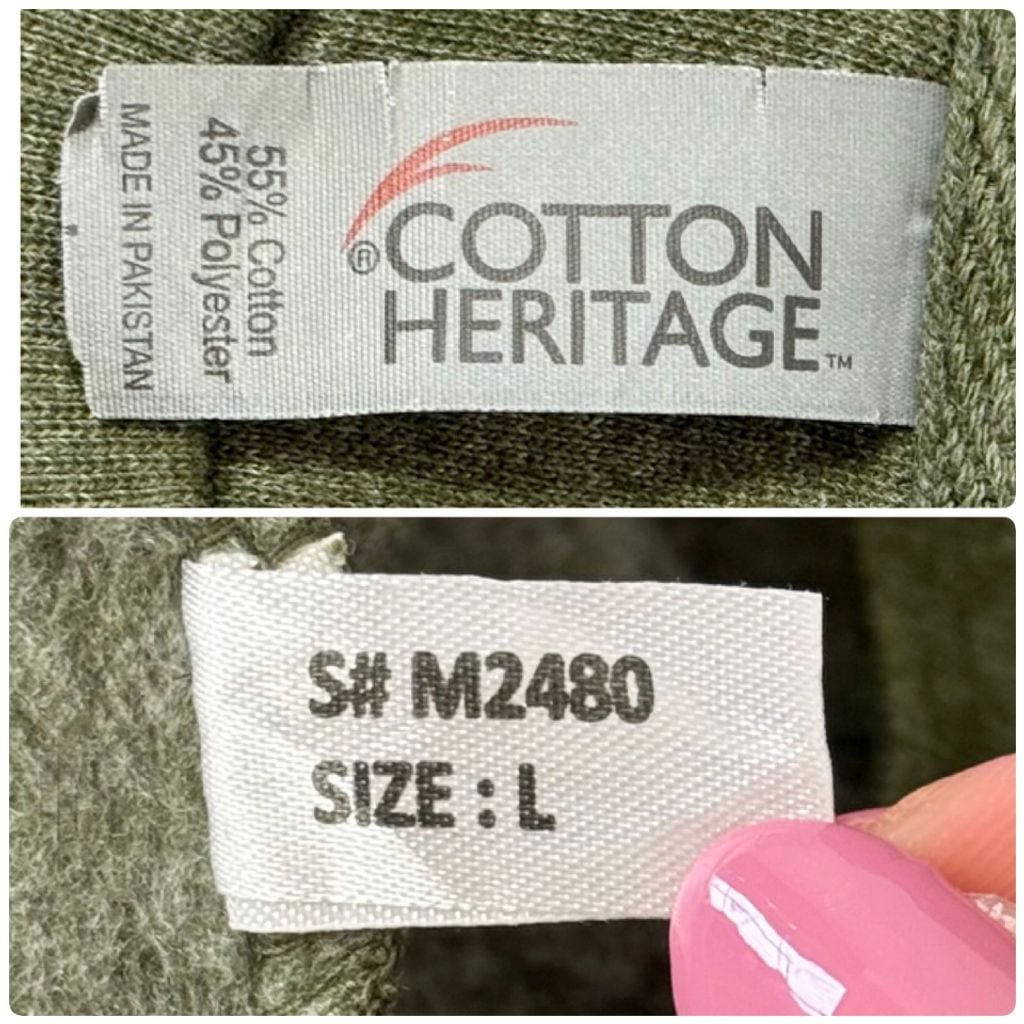 COTTON
HERITAGE™
®
55% Cotton
45% Polyester
MADE IN PAKISTAN
S# M2480
SIZE : L